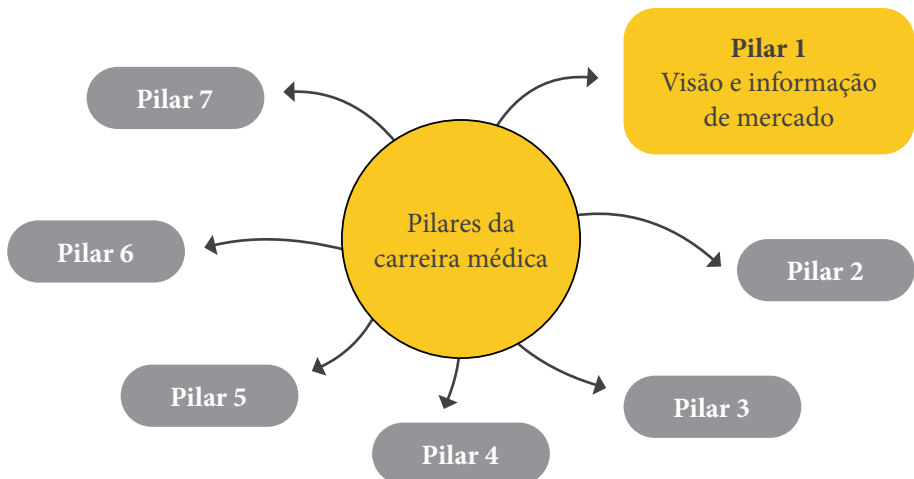 Pilar 1
Visão e informação
de mercado
Pilar 7
Pilares da
carreira médica
Pilar 6
Pilar 2
Pilar 5
Pilar 3
Pilar 4